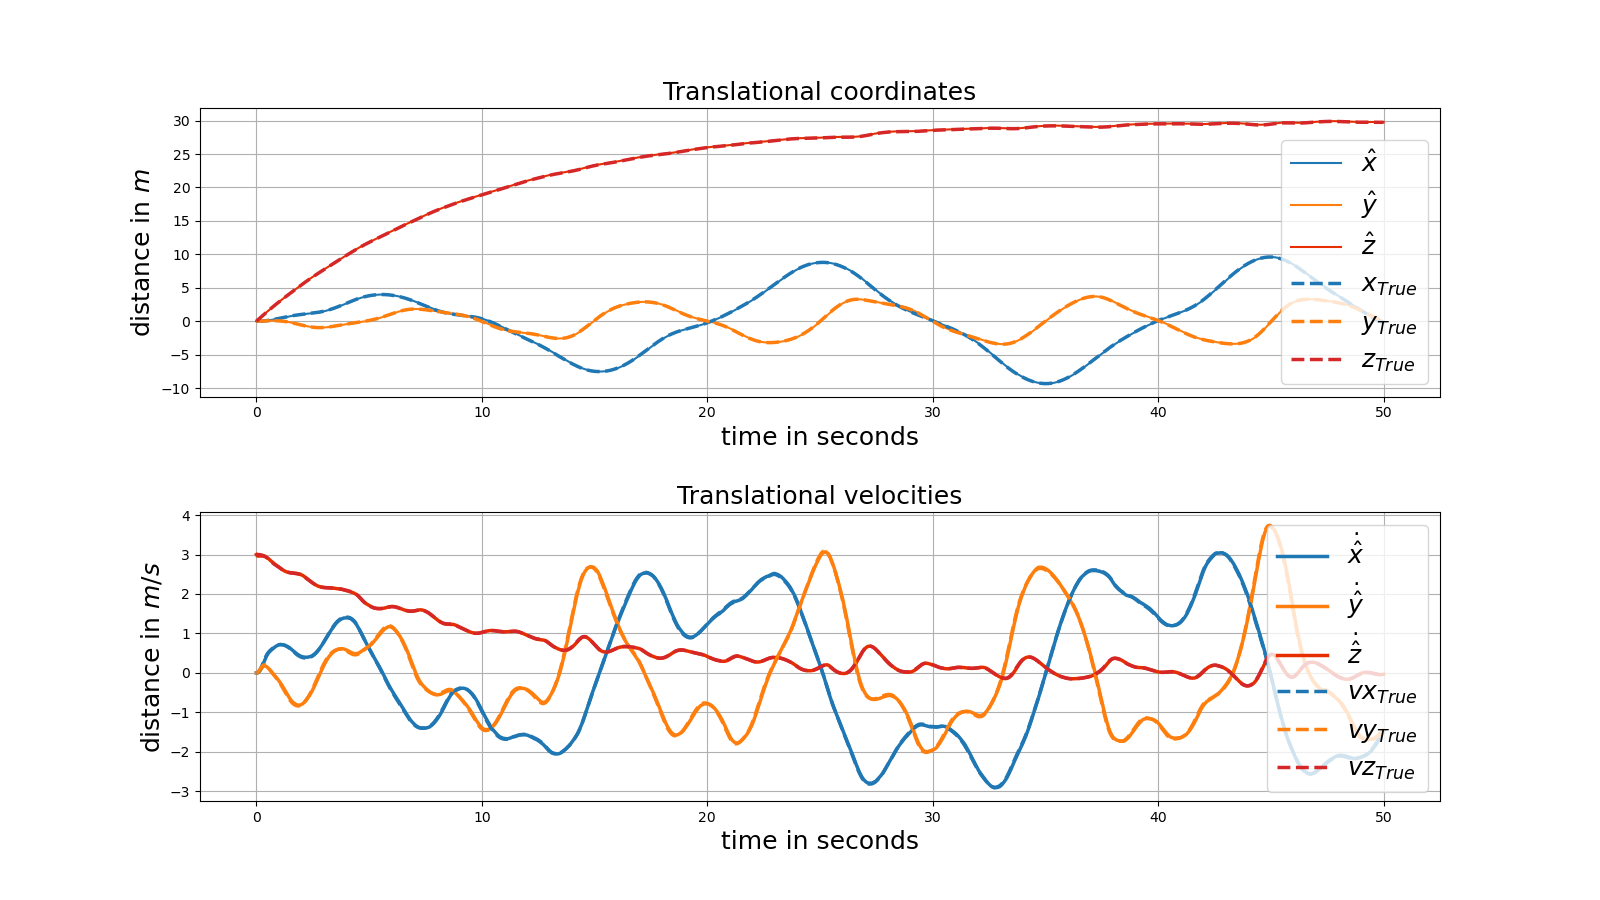 Translational coordinates
distance in m
30
25
20
15
10
5
0
−5
−10
0 10 20 30 40 50
time in seconds
x̂
ŷ
ẑ
x_True
y_True
z_True
Translational velocities
distance in m/s
4
3
2
1
0
−1
−2
−3
0 10 20 30 40 50
time in seconds
x̂̇
ŷ̇
ẑ̇
vx_True
vy_True
vz_True